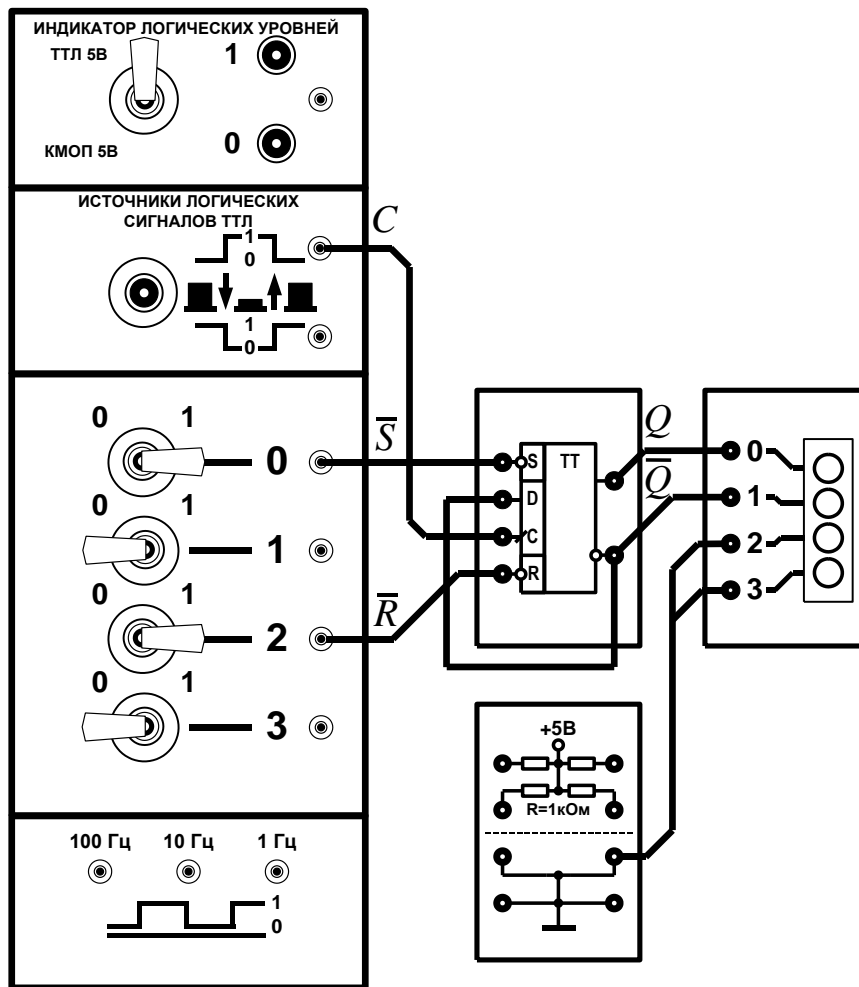 ИНДИКАТОР ЛОГИЧЕСКИХ УРОВНЕЙ
ТТЛ 5В
1
КМОП 5В
0
ИСТОЧНИКИ ЛОГИЧЕСКИХ
СИГНАЛОВ ТТЛ
1
0
1
0
C
0 1
0
S̅
0 1
1
0 1
2
R̅
0 1
3
100 Гц 10 Гц 1 Гц
1
0
S TT
D
C
R
Q
Q̅
0
1
2
3
+5В
R=1кОм